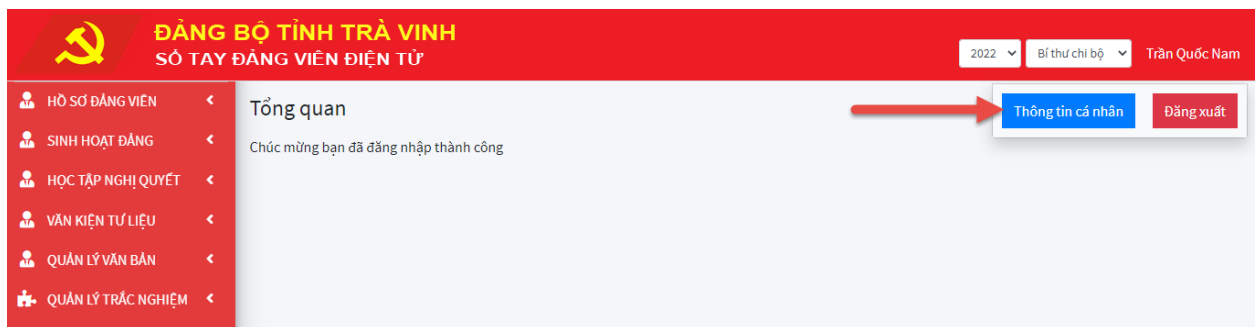 ĐẢNG BỘ TỈNH TRÀ VINH
SỔ TAY ĐẢNG VIÊN ĐIỆN TỬ
2022 Bí thư chi bộ Trần Quốc Nam
HỒ SƠ ĐẢNG VIÊN
SINH HOẠT ĐẢNG
HỌC TẬP NGHỊ QUYẾT
VĂN KIỆN TƯ LIỆU
QUẢN LÝ VĂN BẢN
QUẢN LÝ TRẮC NGHIỆM
Tổng quan
Chúc mừng bạn đã đăng nhập thành công
Thông tin cá nhân Đăng xuất